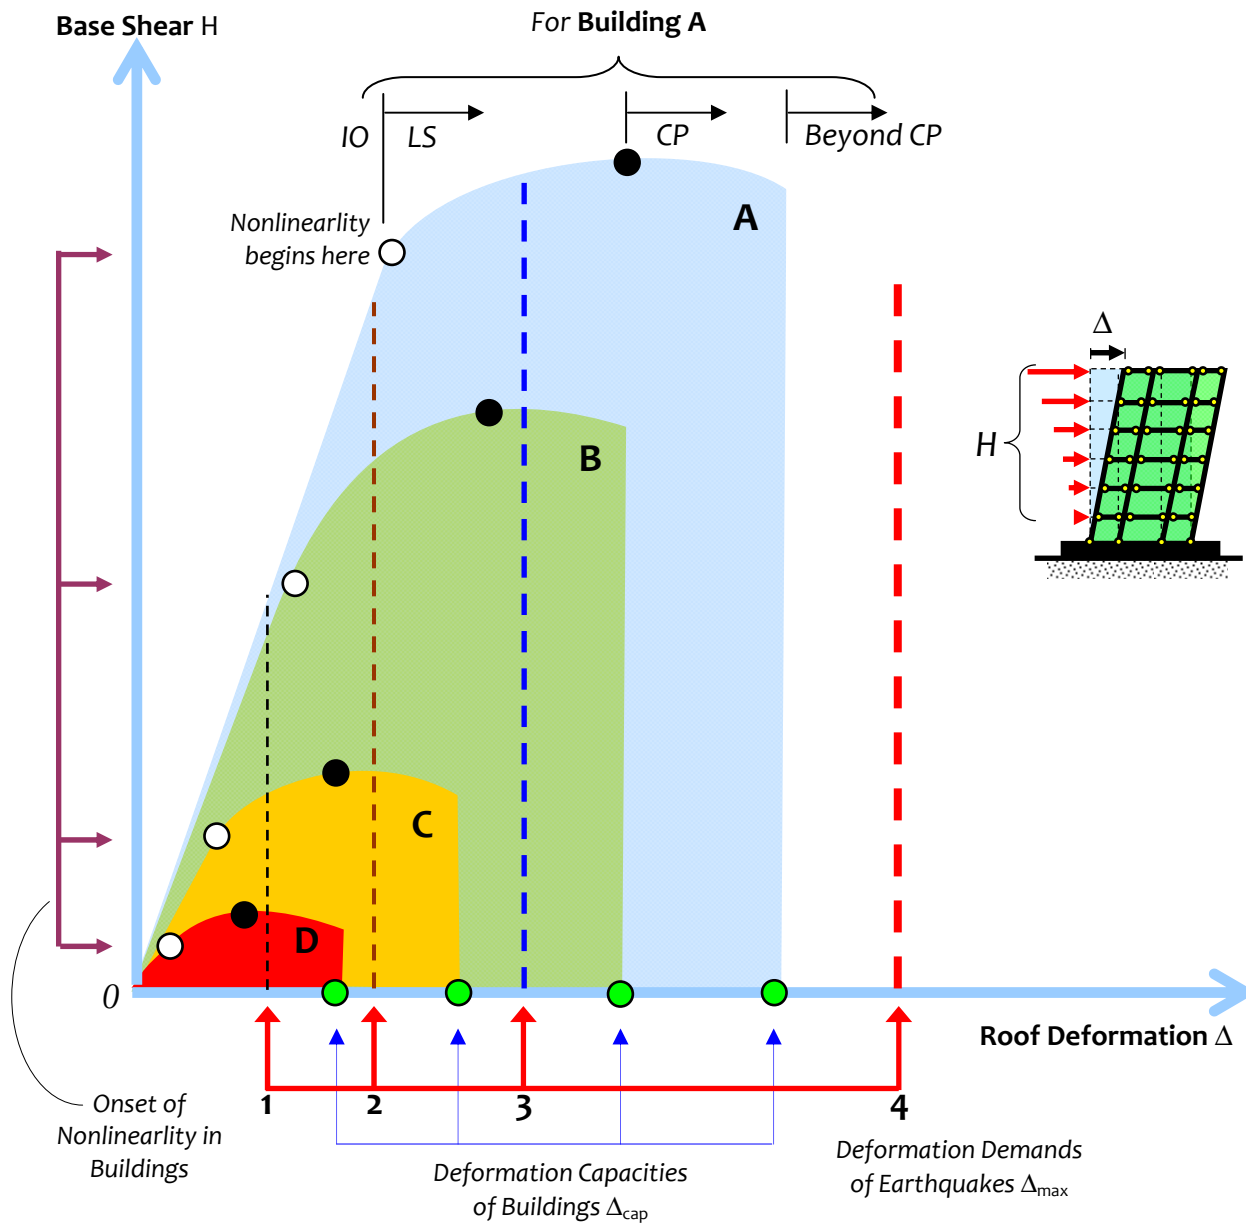 Base Shear H
For Building A
IO
LS
CP
Beyond CP
Nonlinearlity
begins here
A
B
C
D
Δ
H
0
Roof Deformation Δ
1
2
3
4
Onset of
Nonlinearlity in
Buildings
Deformation Capacities
of Buildings Δcap
Deformation Demands
of Earthquakes Δmax